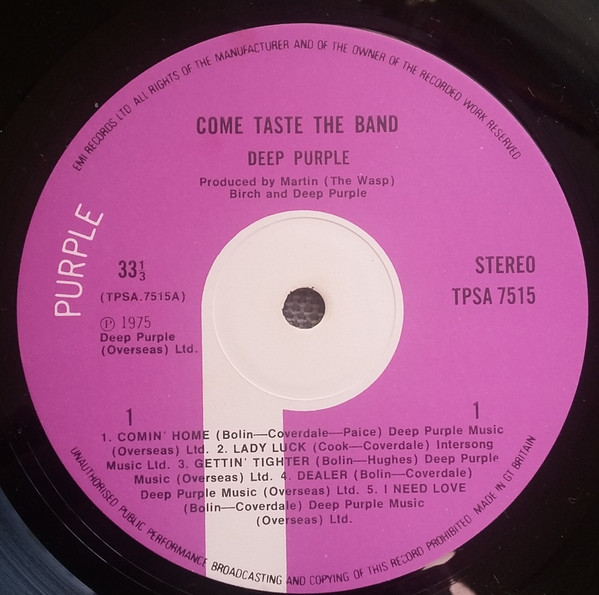 EMI RECORDS LTD ALL RIGHTS OF THE MANUFACTURER AND OF THE OWNER OF THE RECORDED WORK RESERVED
COME TASTE THE BAND
DEEP PURPLE
Produced by Martin (The Wasp)
Birch and Deep Purple
PURPLE
33⅓
(TPSA.7515A)
℗ 1975
Deep Purple
(Overseas) Ltd.
STEREO
TPSA 7515
1
1
1. COMIN' HOME (Bolin—Coverdale—Paice) Deep Purple Music
(Overseas) Ltd. 2. LADY LUCK (Cook—Coverdale) Intersong
Music Ltd. 3. GETTIN' TIGHTER (Bolin—Hughes) Deep Purple
Music (Overseas) Ltd. 4. DEALER (Bolin—Coverdale)
Deep Purple Music (Overseas) Ltd. 5. I NEED LOVE
(Bolin—Coverdale) Deep Purple Music
(Overseas) Ltd.
UNAUTHORISED PUBLIC PERFORMANCE BROADCASTING AND COPYING OF THIS RECORD PROHIBITED MADE IN GT BRITAIN